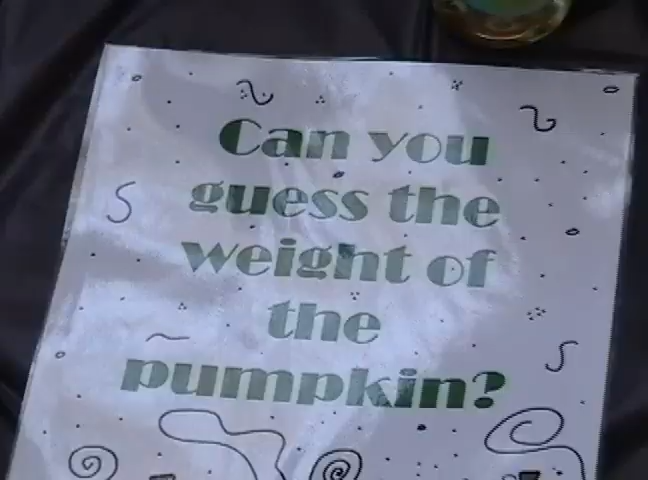 Can you
guess the
weight of
the
pumpkin?